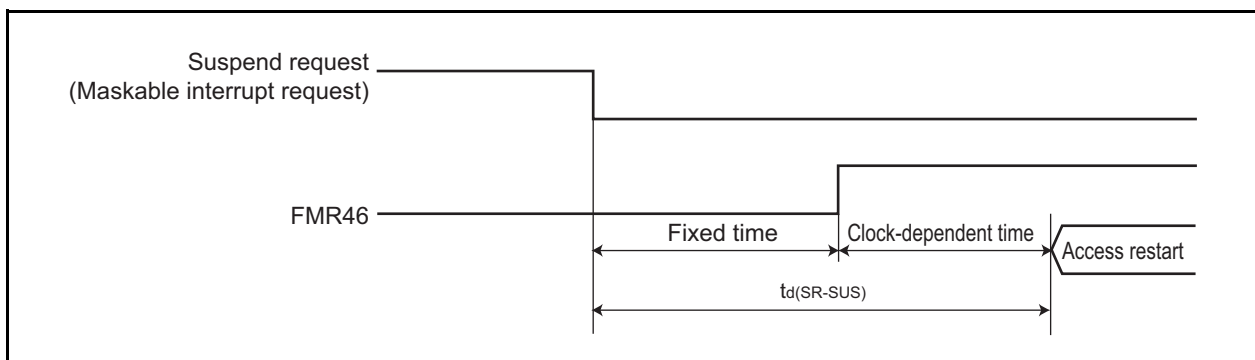 Suspend request
(Maskable interrupt request)
FMR46
Fixed time
Clock-dependent time
Access restart
td(SR-SUS)